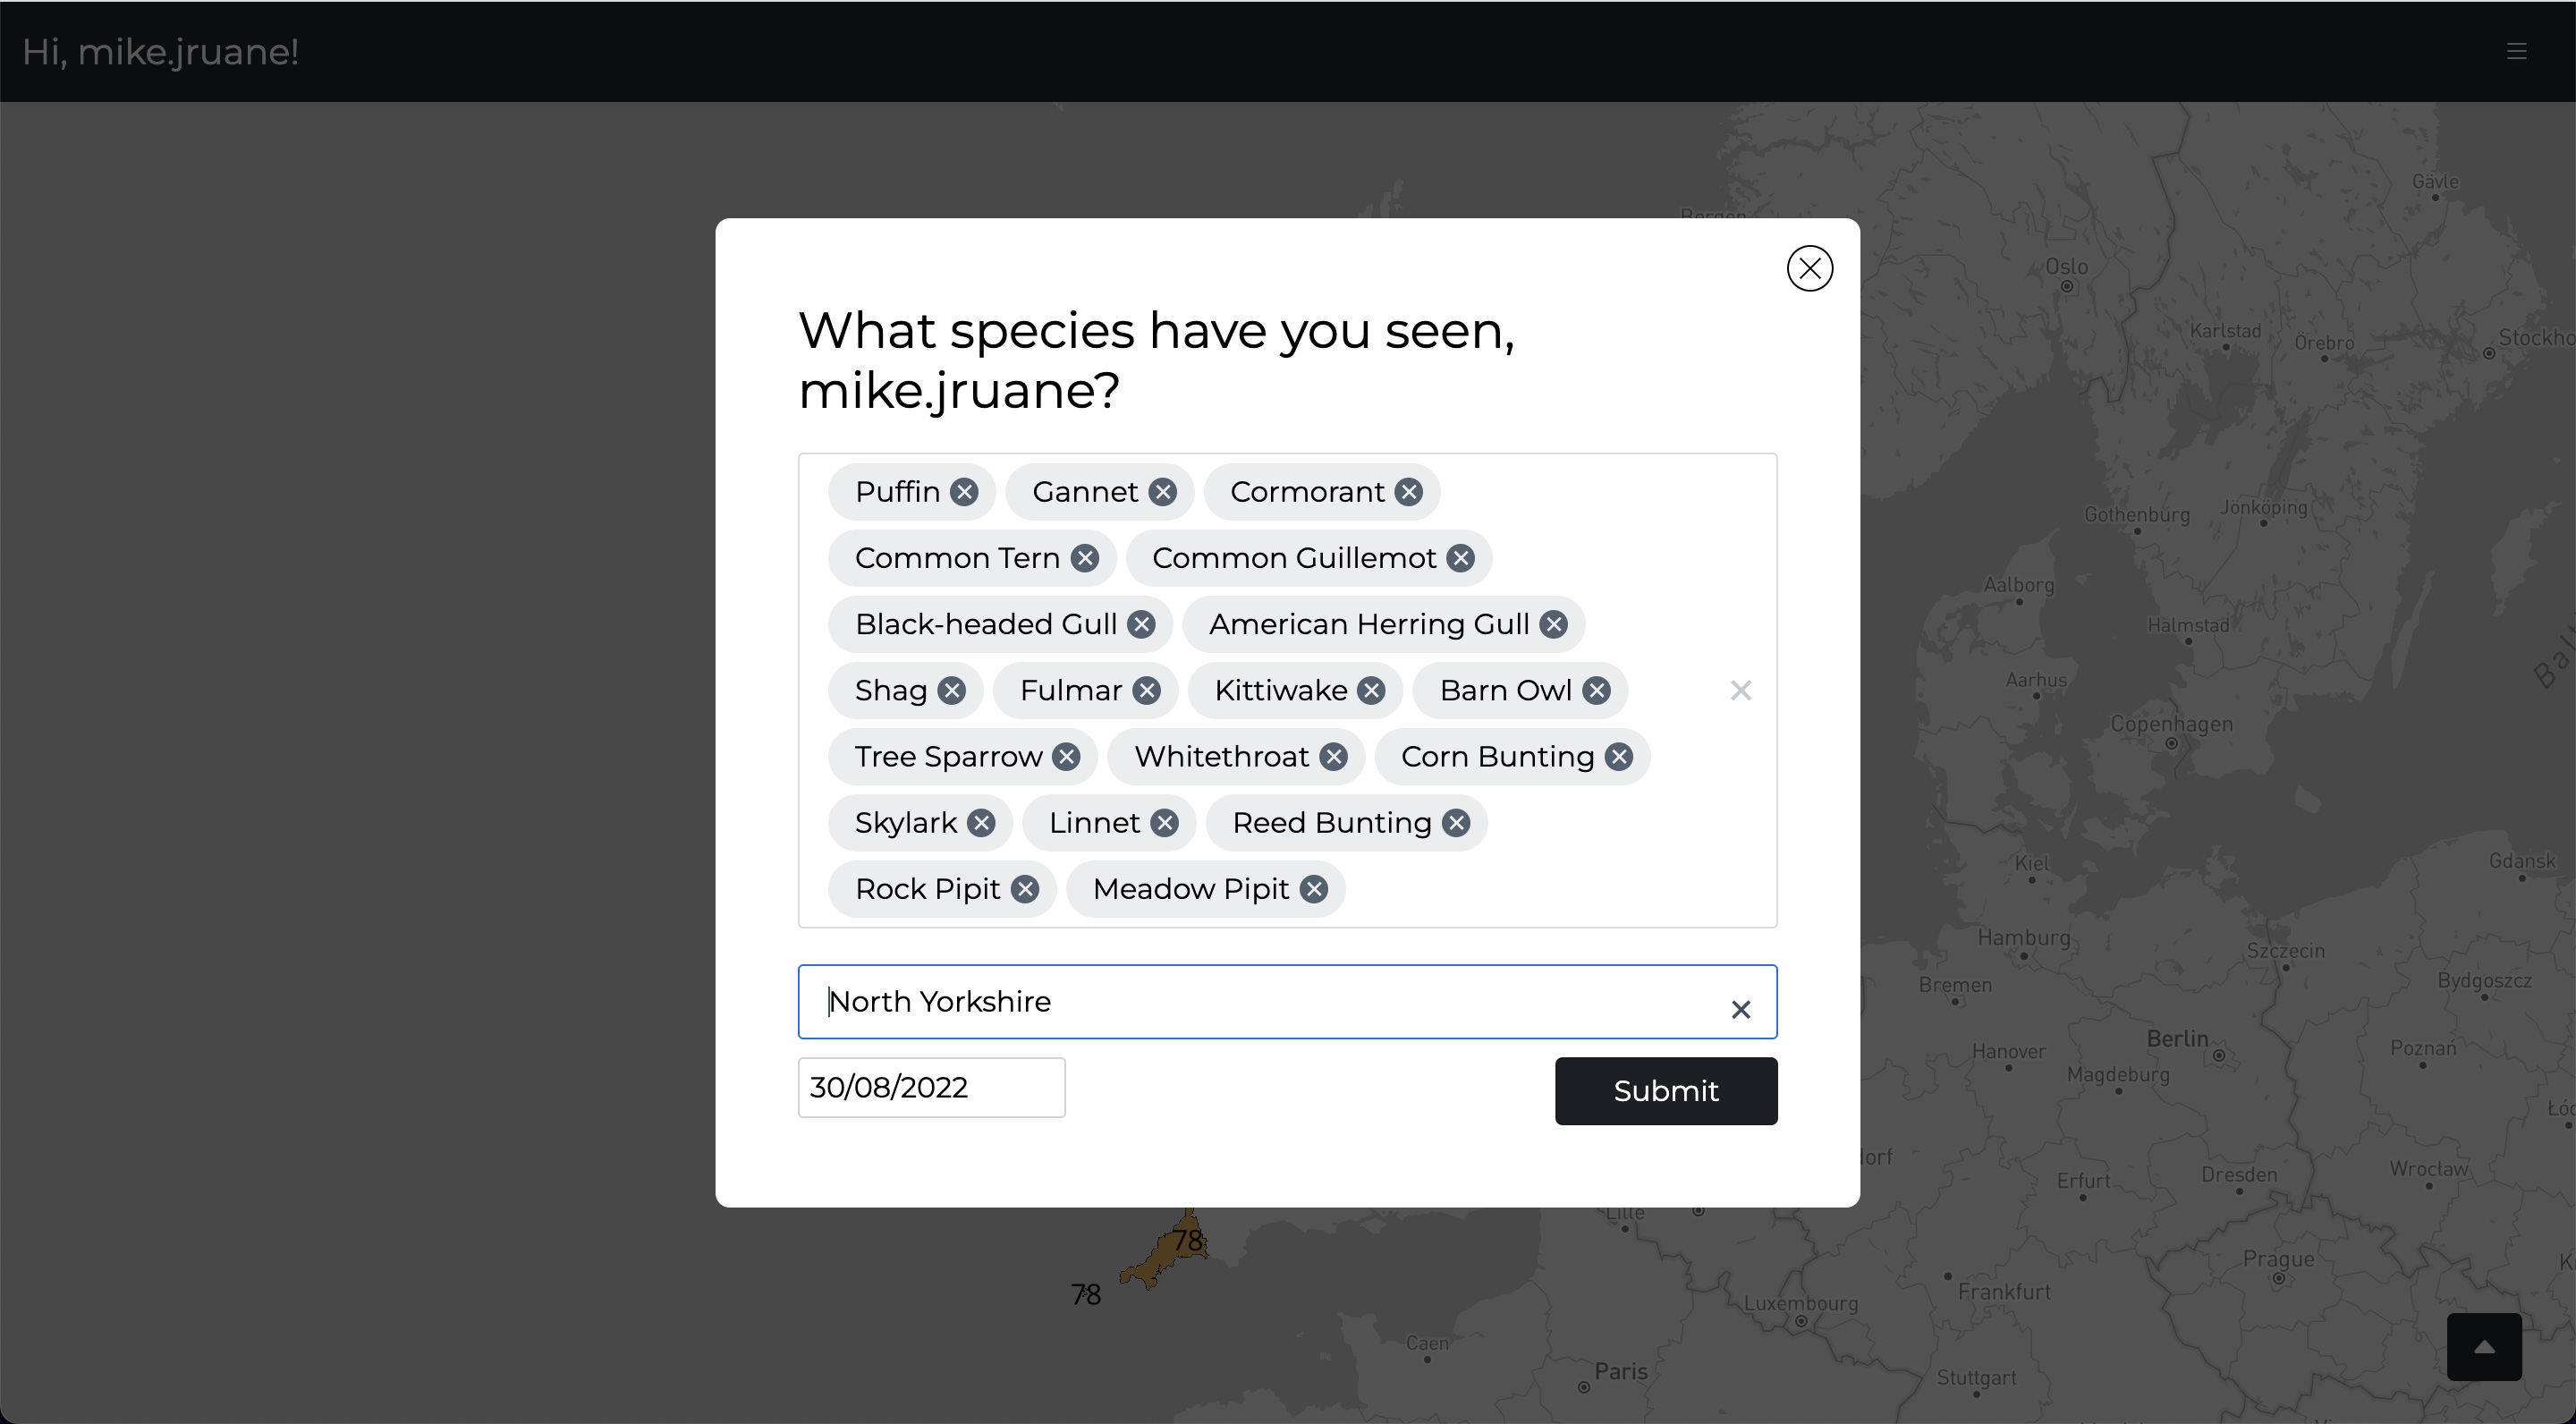 Hi, mike.jruane!
Gävle
Bergen
Oslo
Karlstad
Örebro
Stockho
What species have you seen,
mike.jruane?
Puffin Gannet Cormorant
Common Tern Common Guillemot
Black-headed Gull American Herring Gull
Shag Fulmar Kittiwake Barn Owl
Tree Sparrow Whitethroat Corn Bunting
Skylark Linnet Reed Bunting
Rock Pipit Meadow Pipit
North Yorkshire
30/08/2022
Submit
Gothenburg
Jönköping
Aalborg
Halmstad
Aarhus
Copenhagen
Bal
Kiel
Gdansk
Hamburg
Szczecin
Bremen
Bydgoszcz
Berlin
Hanover
Poznań
Magdeburg
Łód
dorf
Erfurt
Dresden
Wrocław
Lille
78
78
Prague
Frankfurt
Luxembourg
Caen
Paris
Stuttgart